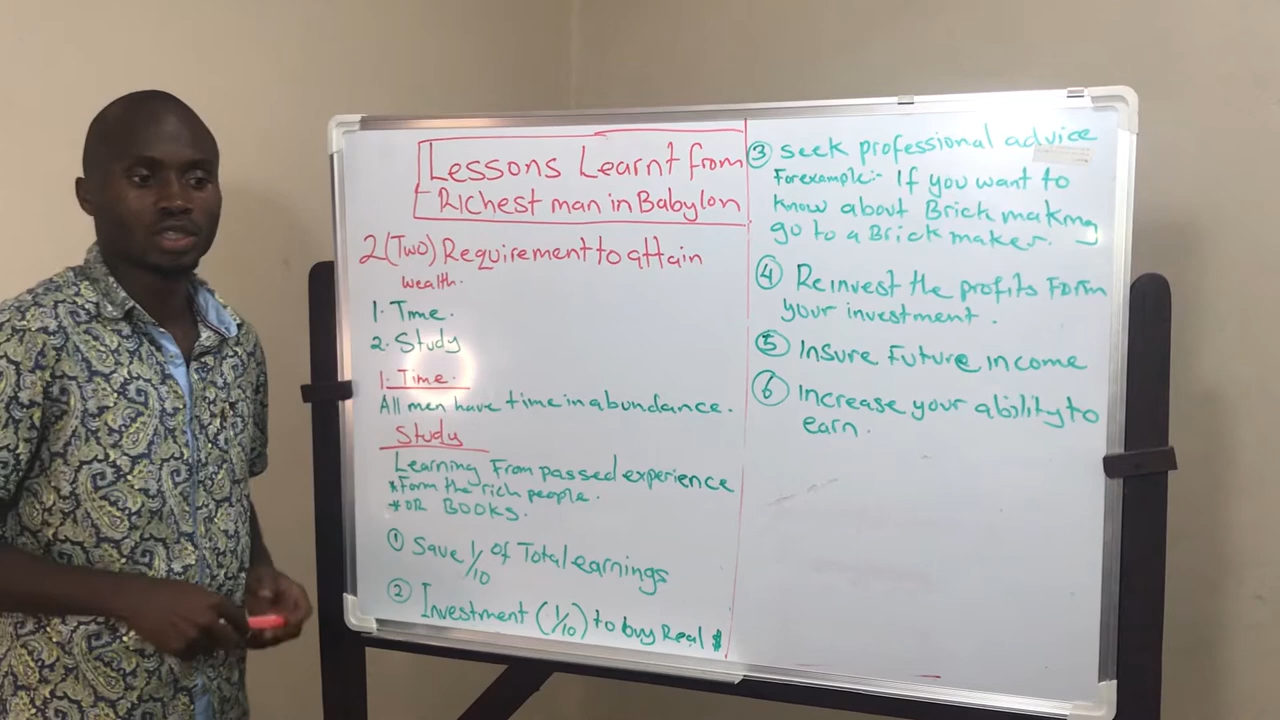 Lessons Learnt from
Richest man in Babylon
2 (Two) Requirement to attain
wealth.
1. Time.
2. Study
1. Time.
All men have time in abundance.
Study
Learning From passed experience
* Form the rich people.
* OR BOOKS.
① Save 1/10 of Total earnings
② Investment (1/10) to buy Real $
③ seek professional advice
For example:- If you want to
know about Brick making
go to a Brick maker.
④ Reinvest the profits Form
your investment.
⑤ Insure Future income
⑥ Increase your ability to
earn.